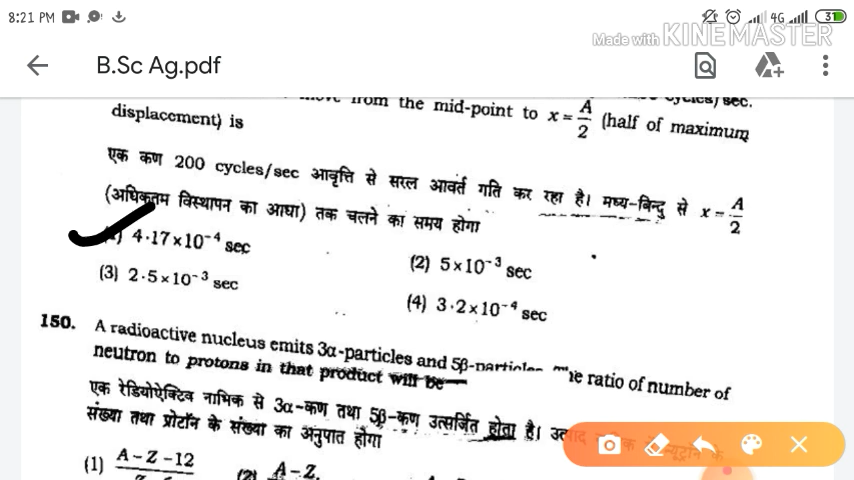 8:21 PM 4G 31
Made with KINEMASTER
B.Sc Ag.pdf
from the mid-point to x = A/2 (half of maximum
displacement) is
एक कण 200 cycles/sec आवृत्ति से सरल आवर्त गति कर रहा है। मध्य-बिन्दु से x = A/2
(अधिकतम विस्थापन का आधा) तक चलने का समय होगा
4·17×10⁻⁴ sec
(2) 5×10⁻³ sec
(3) 2·5×10⁻³ sec
(4) 3·2×10⁻⁴ sec
150. A radioactive nucleus emits 3α-particles and 5β-particles. ratio of number of
neutron to protons in that product will be
एक रेडियोऐक्टिव नाभिक से 3α-कण तथा 5β-कण उत्सर्जित होता है।
संख्या तथा प्रोटॉन के संख्या का अनुपात होगा
(1) A-Z-12
(2) A-Z